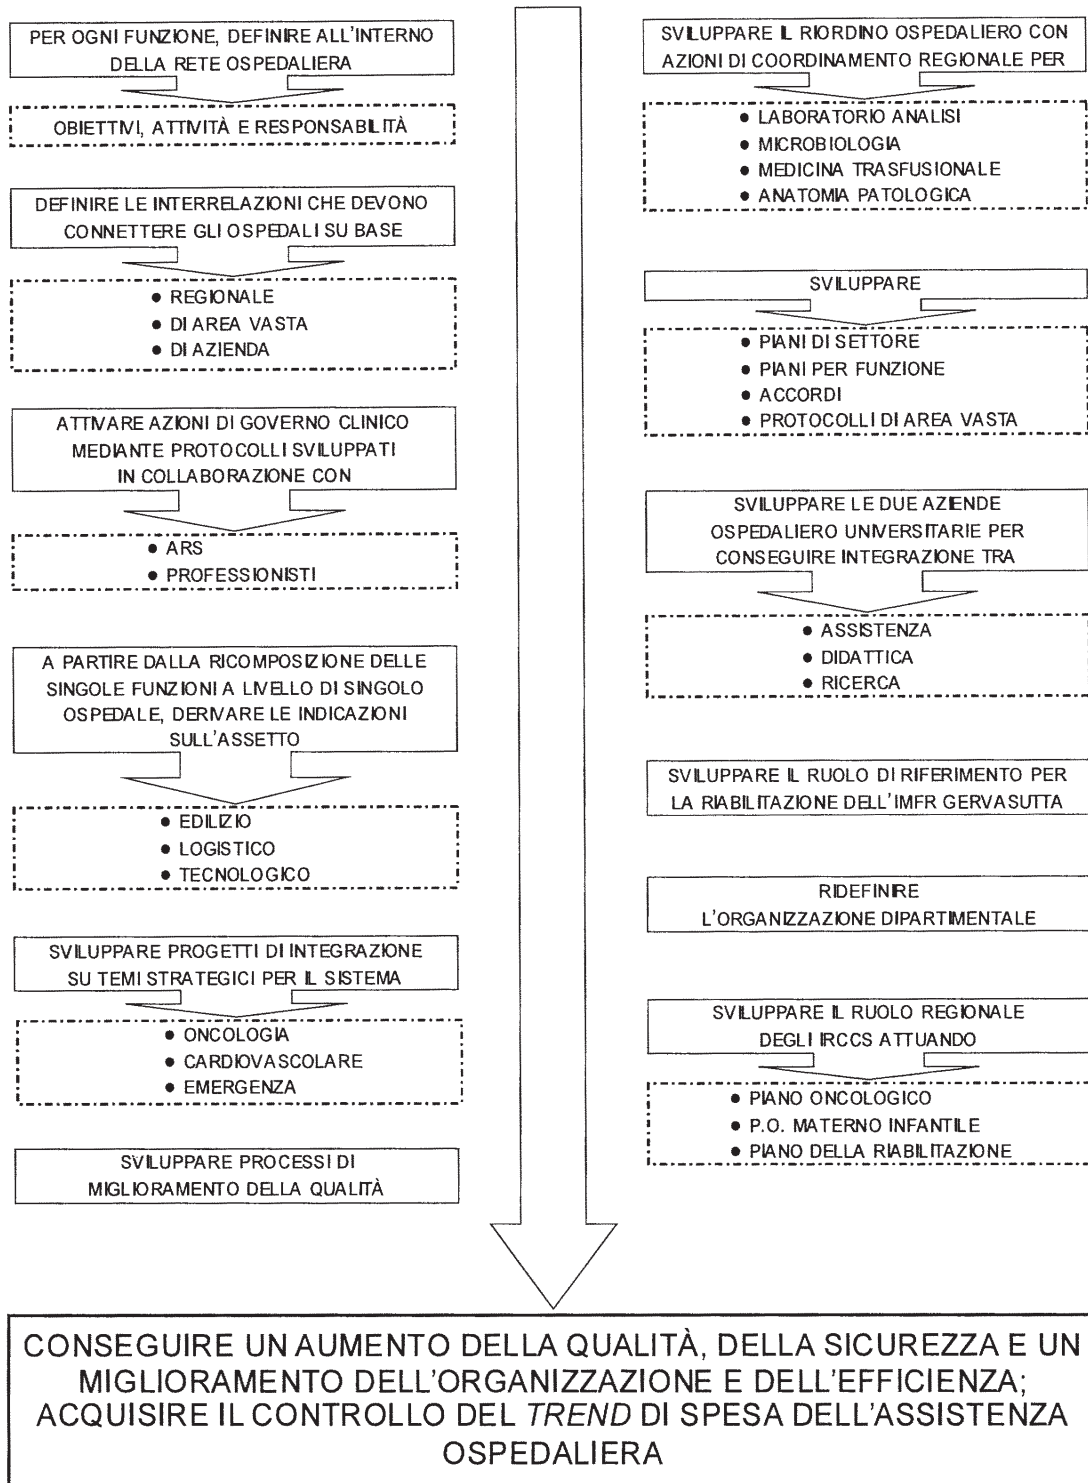 PER OGNI FUNZIONE, DEFINIRE ALL'INTERNO
DELLA RETE OSPEDALIERA
OBIETTIVI, ATTIVITÀ E RESPONSABILITÀ
DEFINIRE LE INTERRELAZIONI CHE DEVONO
CONNETTERE GLI OSPEDALI SU BASE
● REGIONALE
● DI AREA VASTA
● DI AZIENDA
ATTIVARE AZIONI DI GOVERNO CLINICO
MEDIANTE PROTOCOLLI SVILUPPATI
IN COLLABORAZIONE CON
● ARS
● PROFESSIONISTI
A PARTIRE DALLA RICOMPOSIZIONE DELLE
SINGOLE FUNZIONI A LIVELLO DI SINGOLO
OSPEDALE, DERIVARE LE INDICAZIONI
SULL'ASSETTO
● EDILIZIO
● LOGISTICO
● TECNOLOGICO
SVILUPPARE PROGETTI DI INTEGRAZIONE
SU TEMI STRATEGICI PER IL SISTEMA
● ONCOLOGIA
● CARDIOVASCOLARE
● EMERGENZA
SVILUPPARE PROCESSI DI
MIGLIORAMENTO DELLA QUALITÀ
SVILUPPARE IL RIORDINO OSPEDALIERO CON
AZIONI DI COORDINAMENTO REGIONALE PER
● LABORATORIO ANALISI
● MICROBIOLOGIA
● MEDICINA TRASFUSIONALE
● ANATOMIA PATOLOGICA
SVILUPPARE
● PIANI DI SETTORE
● PIANI PER FUNZIONE
● ACCORDI
● PROTOCOLLI DI AREA VASTA
SVILUPPARE LE DUE AZIENDE
OSPEDALIERO UNIVERSITARIE PER
CONSEGUIRE INTEGRAZIONE TRA
● ASSISTENZA
● DIDATTICA
● RICERCA
SVILUPPARE IL RUOLO DI RIFERIMENTO PER
LA RIABILITAZIONE DELL'IMFR GERVASUTTA
RIDEFINIRE
L'ORGANIZZAZIONE DIPARTIMENTALE
SVILUPPARE IL RUOLO REGIONALE
DEGLI IRCCS ATTUANDO
● PIANO ONCOLOGICO
● P.O. MATERNO INFANTILE
● PIANO DELLA RIABILITAZIONE
CONSEGUIRE UN AUMENTO DELLA QUALITÀ, DELLA SICUREZZA E UN
MIGLIORAMENTO DELL'ORGANIZZAZIONE E DELL'EFFICIENZA;
ACQUISIRE IL CONTROLLO DEL TREND DI SPESA DELL'ASSISTENZA
OSPEDALIERA